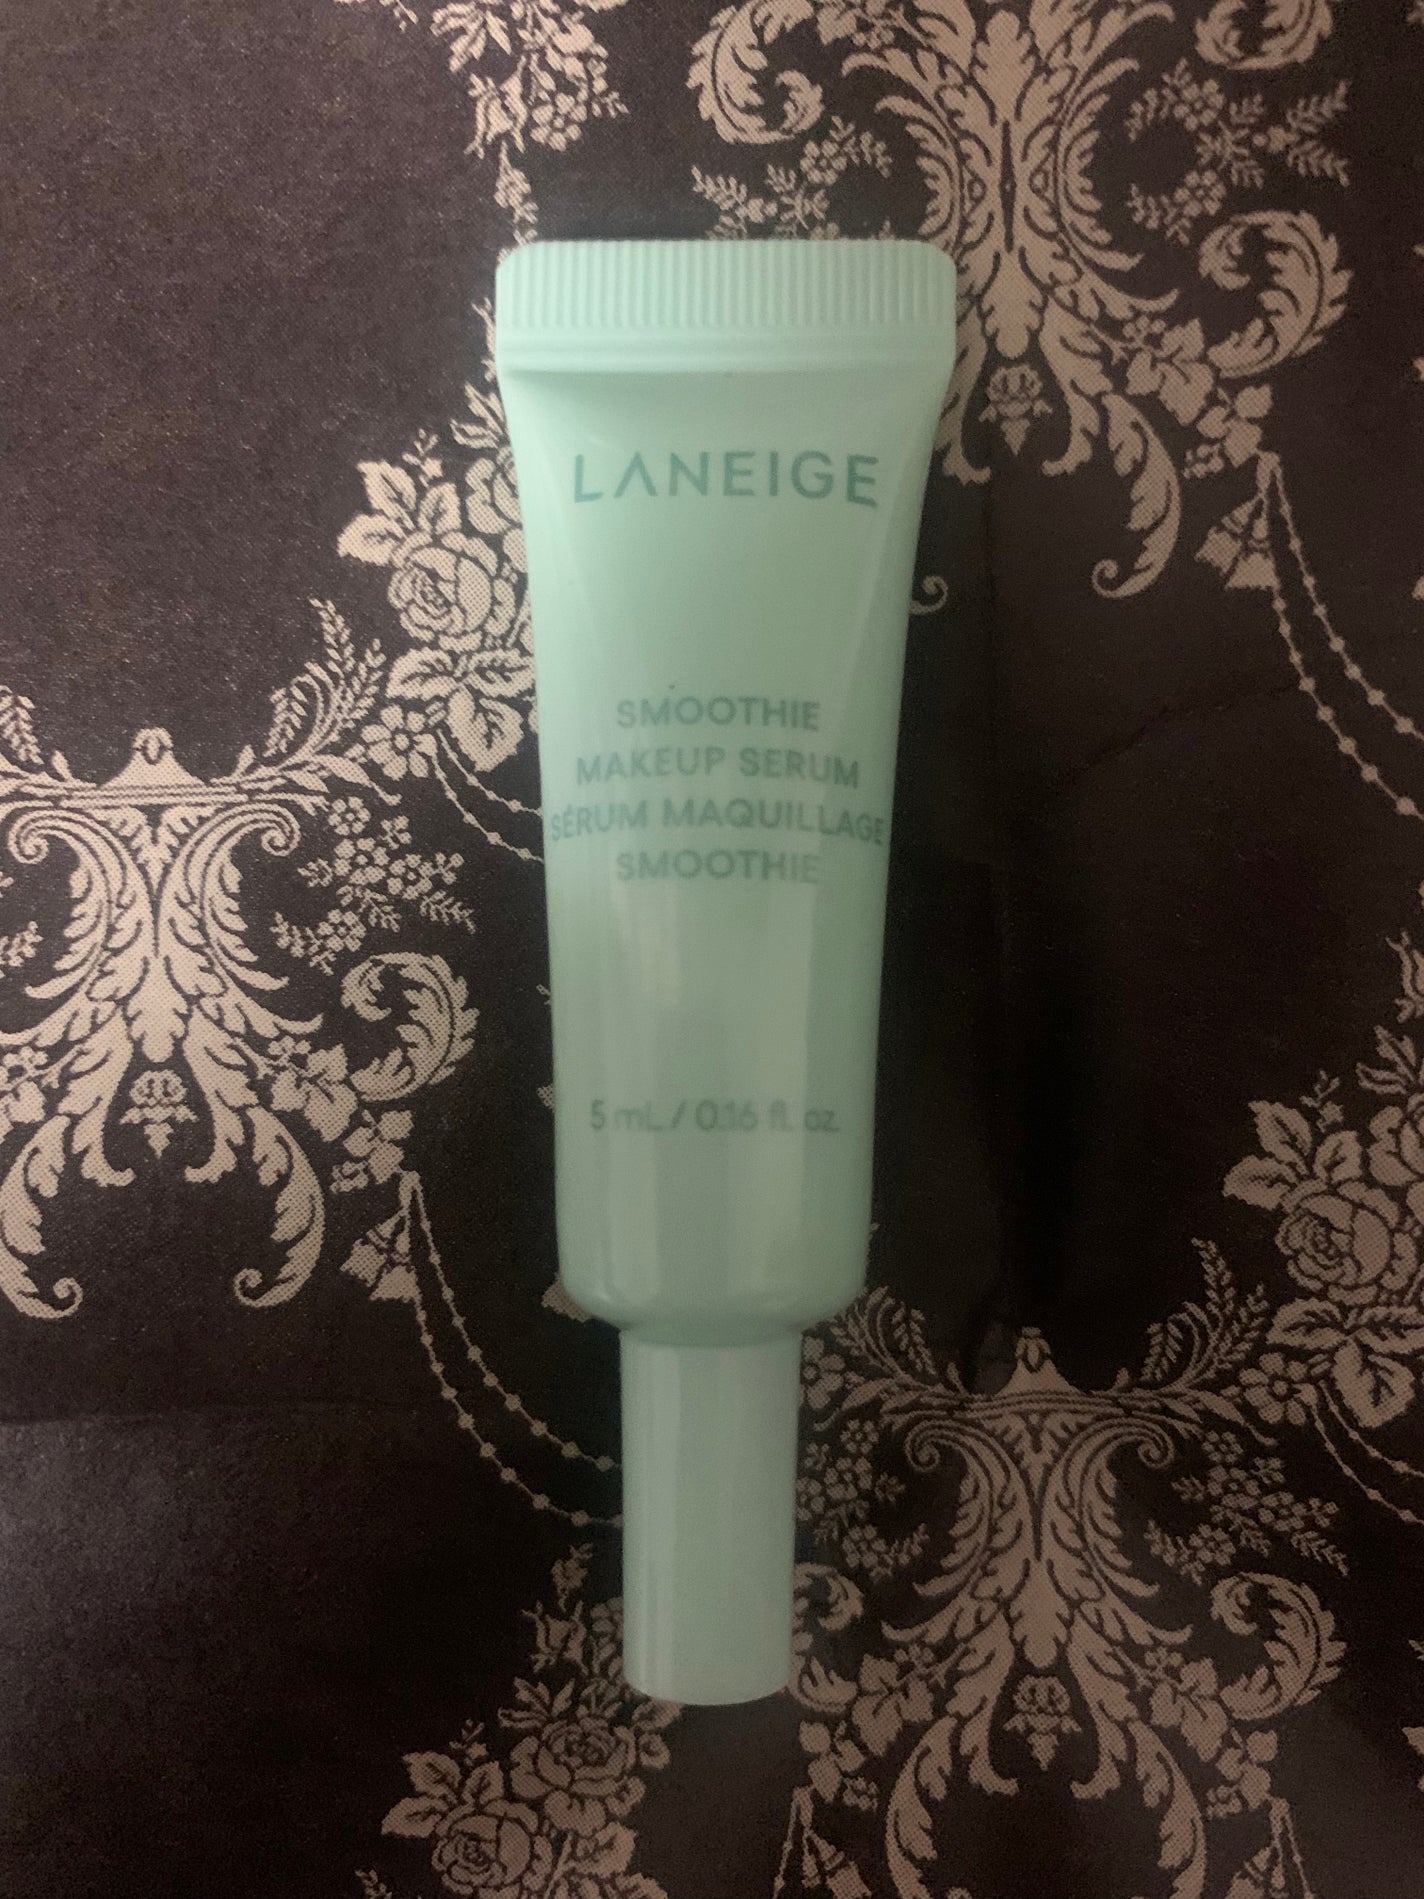 LANEIGE
SMOOTHIE
MAKEUP SERUM
SÉRUM MAQUILLAGE
SMOOTHIE
5 mL / 0.16 fl. oz.